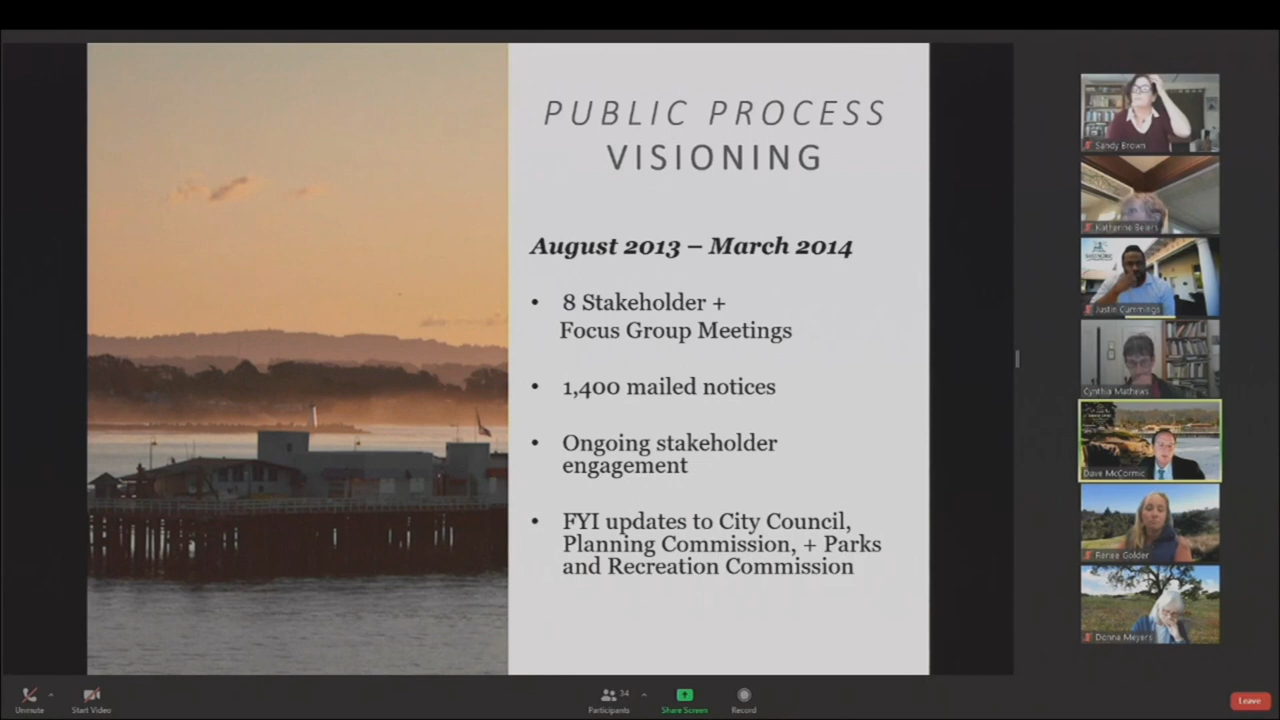 PUBLIC PROCESS
VISIONING
August 2013 – March 2014
• 8 Stakeholder +
Focus Group Meetings
• 1,400 mailed notices
• Ongoing stakeholder
engagement
• FYI updates to City Council,
Planning Commission, + Parks
and Recreation Commission
Sandy Brown
Katherine Beiers
Justin Cummings
Cynthia Mathews
Dave McCormic
Renee Golder
Donna Meyers
Unmute
Start Video
34
Participants
Share Screen
Record
Leave